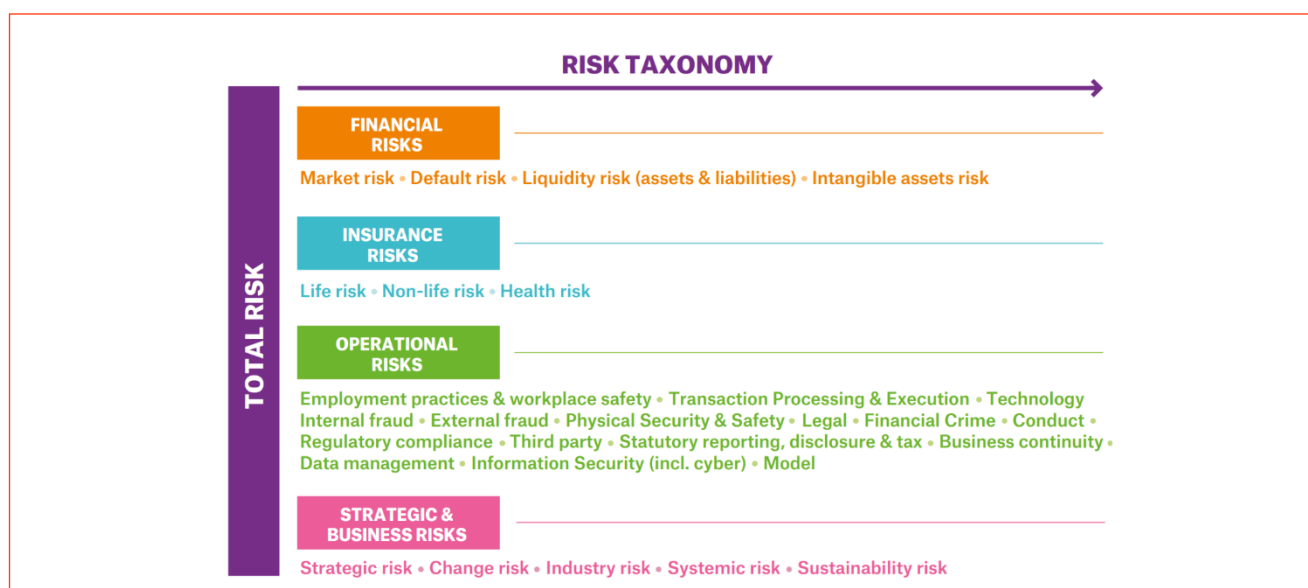 RISK TAXONOMY
TOTAL RISK
FINANCIAL
RISKS
Market risk • Default risk • Liquidity risk (assets & liabilities) • Intangible assets risk
INSURANCE
RISKS
Life risk • Non-life risk • Health risk
OPERATIONAL
RISKS
Employment practices & workplace safety • Transaction Processing & Execution • Technology
Internal fraud • External fraud • Physical Security & Safety • Legal • Financial Crime • Conduct •
Regulatory compliance • Third party • Statutory reporting, disclosure & tax • Business continuity •
Data management • Information Security (incl. cyber) • Model
STRATEGIC &
BUSINESS RISKS
Strategic risk • Change risk • Industry risk • Systemic risk • Sustainability risk